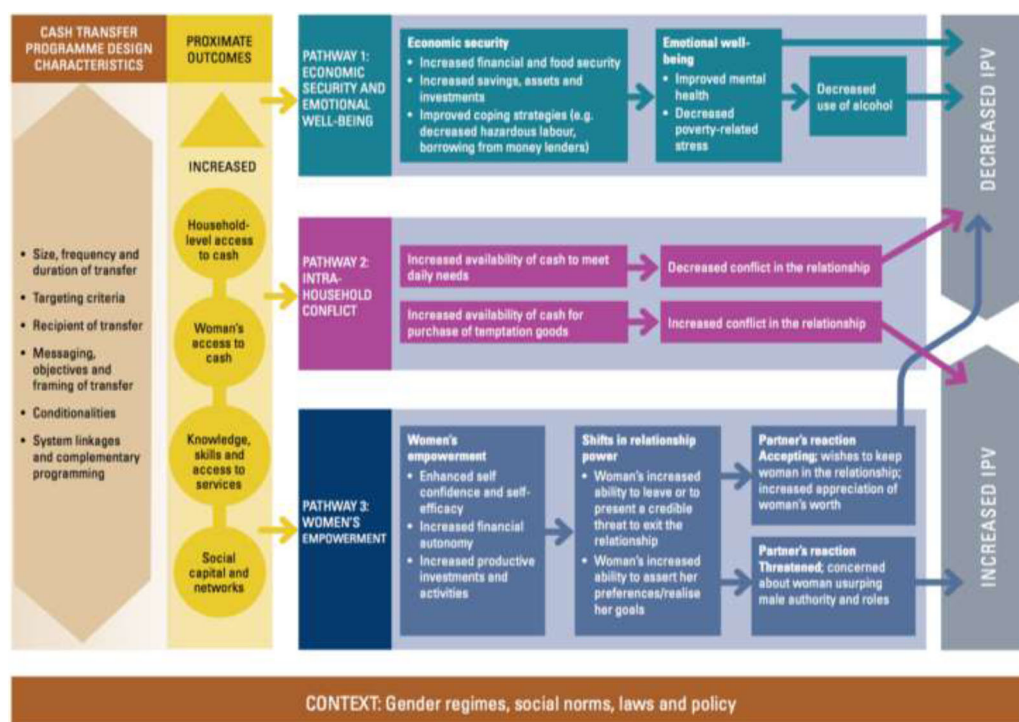 CASH TRANSFER
PROGRAMME DESIGN
CHARACTERISTICS
• Size, frequency and
duration of transfer
• Targeting criteria
• Recipient of transfer
• Messaging,
objectives and
framing of transfer
• Conditionalities
• System linkages
and complementary
programming
PROXIMATE
OUTCOMES
INCREASED
Household-
level access
to cash
Woman's
access to
cash
Knowledge,
skills and
access to
services
Social
capital and
networks
PATHWAY 1:
ECONOMIC
SECURITY AND
EMOTIONAL
WELL-BEING
Economic security
• Increased financial and food security
• Increased savings, assets and
investments
• Improved coping strategies (e.g.
decreased hazardous labour,
borrowing from money lenders)
Emotional well-
being
• Improved mental
health
• Decreased
poverty-related
stress
Decreased
use of alcohol
PATHWAY 2:
INTRA-
HOUSEHOLD
CONFLICT
Increased availability of cash to meet
daily needs
Decreased conflict in the relationship
Increased availability of cash for
purchase of temptation goods
Increased conflict in the relationship
PATHWAY 3:
WOMEN'S
EMPOWERMENT
Women's
empowerment
• Enhanced self
confidence and self-
efficacy
• Increased financial
autonomy
• Increased productive
investments and
activities
Shifts in relationship
power
• Woman's increased
ability to leave or to
present a credible
threat to exit the
relationship
• Woman's increased
ability to assert her
preferences/realise
her goals
Partner's reaction
Accepting; wishes to keep
woman in the relationship;
increased appreciation of
woman's worth
Partner's reaction
Threatened; concerned
about woman usurping
male authority and roles
DECREASED IPV
INCREASED IPV
CONTEXT: Gender regimes, social norms, laws and policy